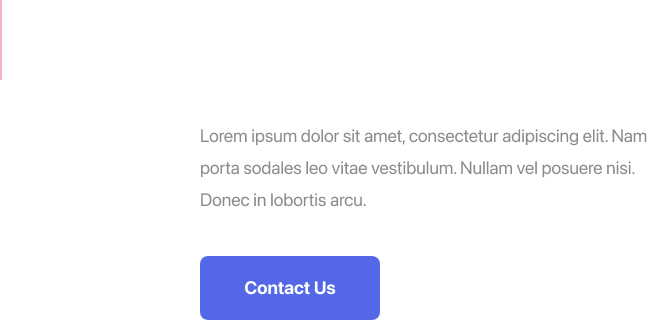 Lorem ipsum dolor sit amet, consectetur adipiscing elit. Nam
porta sodales leo vitae vestibulum. Nullam vel posuere nisi.
Donec in lobortis arcu.
Contact Us